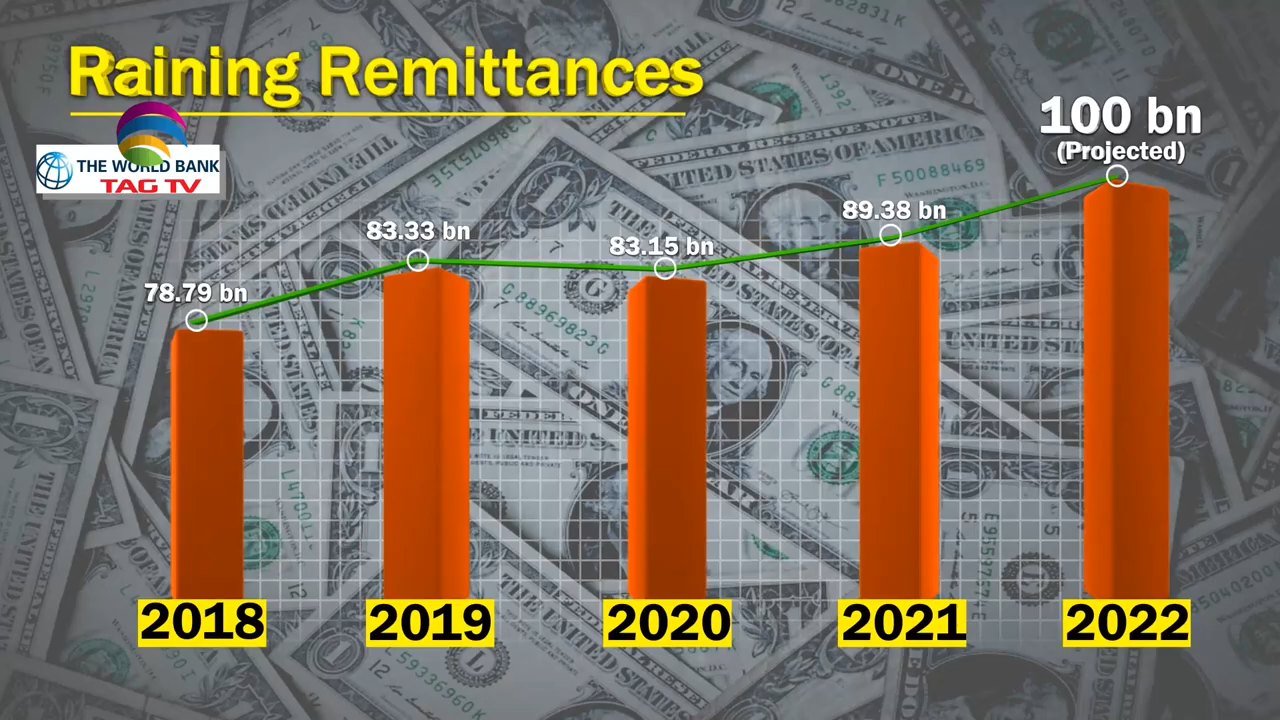 Raining Remittances
THE WORLD BANK
TAG TV
100 bn
(Projected)
89.38 bn
83.33 bn
83.15 bn
78.79 bn
2018
2019
2020
2021
2022